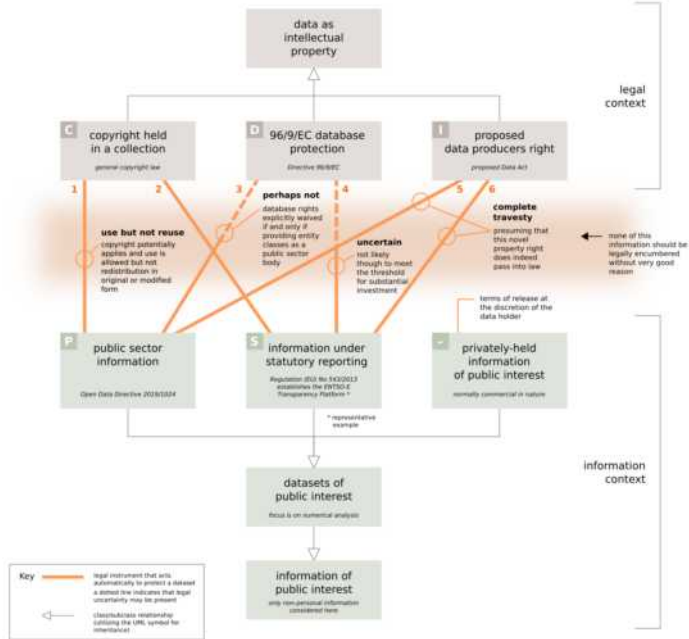 data as
intellectual
property
legal
context
C
copyright held
in a collection
general copyright law
D
96/9/EC database
protection
Directive 96/9/EC
I
proposed
data producers right
proposed Data Act
1
2
3
4
5
6
use but not reuse
copyright potentially
applies and use is
allowed but not
redistribution in
original or modified
form
perhaps not
database rights
explicitly waived
if and only if
providing entity
classes as a
public sector
body
uncertain
not likely
though to meet
the threshold
for substantial
investment
complete
travesty
presuming that
this novel
property right
does indeed
pass into law
none of this
information should be
legally encumbered
without very good
reason
terms of release at
the discretion of the
data holder
P
public sector
information
Open Data Directive 2019/1024
S
information under
statutory reporting
Regulation (EU) No 543/2013
establishes the ENTSO-E
Transparency Platform *
* representative
example
–
privately-held
information
of public interest
normally commercial in nature
information
context
datasets of
public interest
focus is on numerical analysis
information of
public interest
only non-personal information
considered here
Key
legal instrument that acts
automatically to protect a dataset
a dotted line indicates that legal
uncertainty may be present
class/subclass relationship
(utilizing the UML symbol for
inheritance)